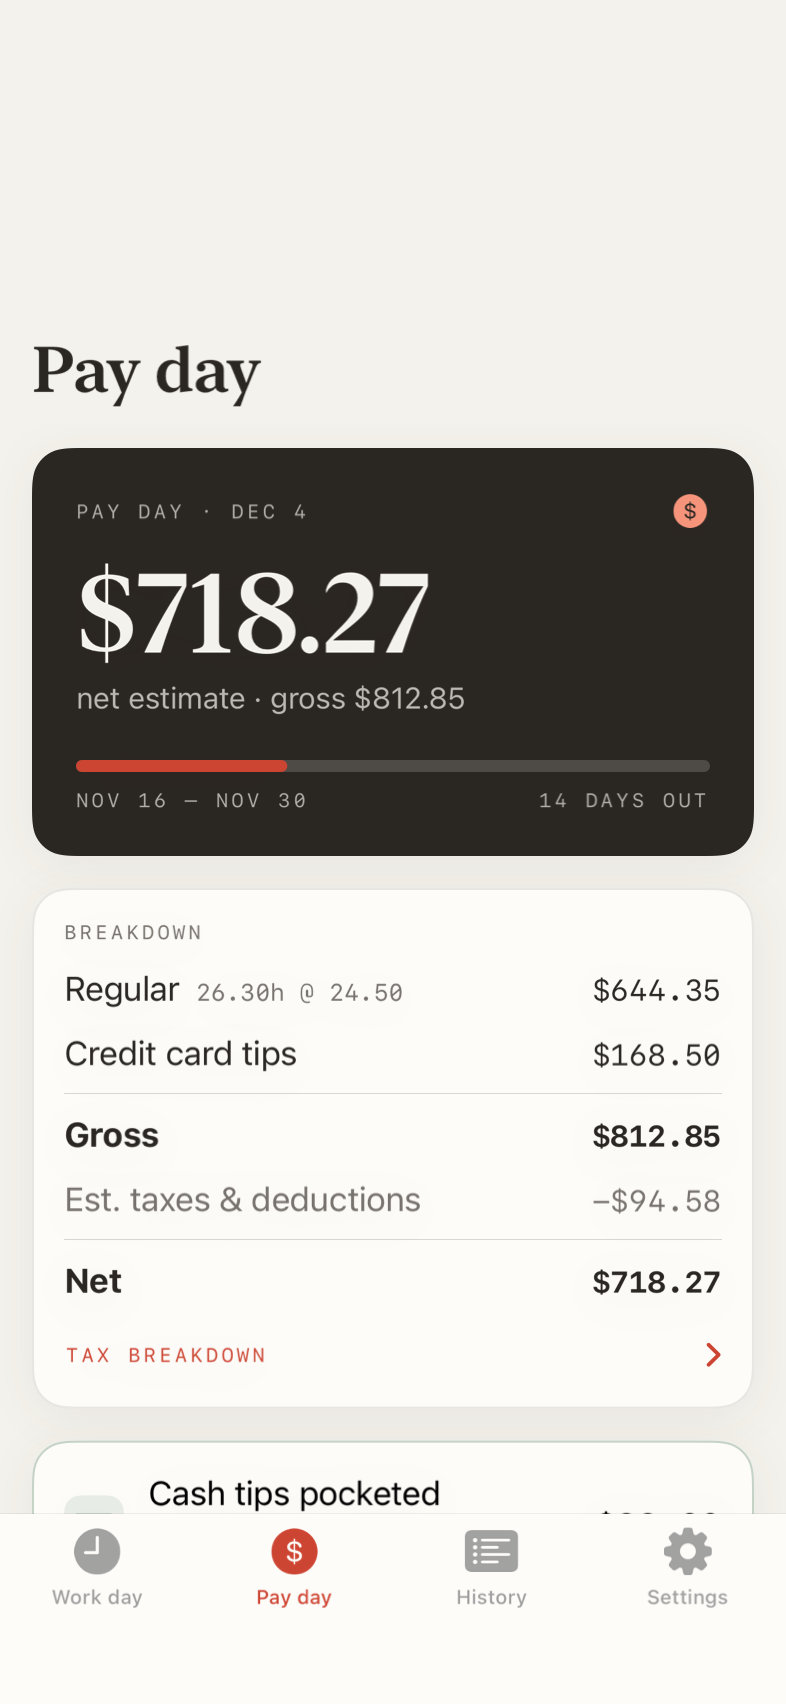 Pay day
PAY DAY · DEC 4
$
$718.27
net estimate · gross $812.85
NOV 16 — NOV 30 14 DAYS OUT
BREAKDOWN
Regular 26.30h @ 24.50 $644.35
Credit card tips $168.50
Gross $812.85
Est. taxes & deductions –$94.58
Net $718.27
TAX BREAKDOWN
Cash tips pocketed
$
Work day Pay day History Settings